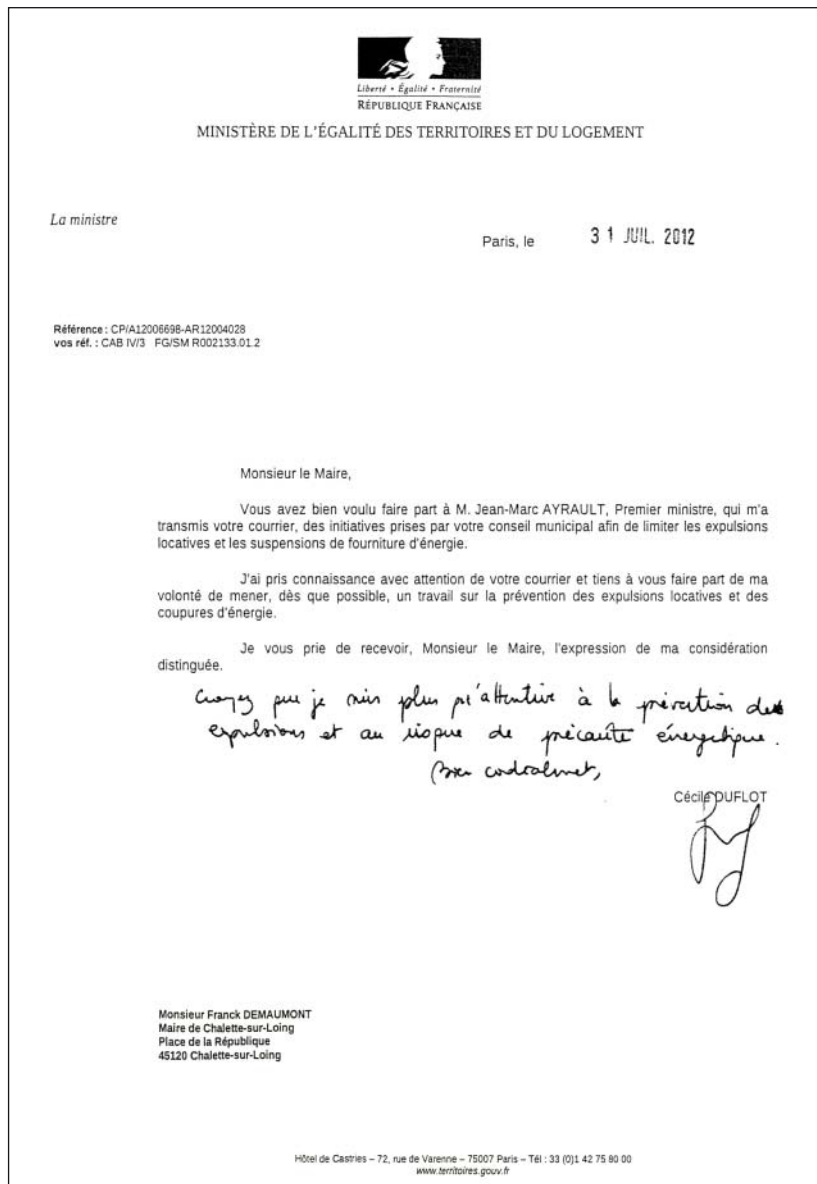 Liberté • Égalité • Fraternité
RÉPUBLIQUE FRANÇAISE
MINISTÈRE DE L'ÉGALITÉ DES TERRITOIRES ET DU LOGEMENT
La ministre
Paris, le 31 JUIL. 2012
Référence : CP/A12006698-AR12004028
vos réf. : CAB IV/3 FG/SM R002133.01.2
Monsieur le Maire,
Vous avez bien voulu faire part à M. Jean-Marc AYRAULT, Premier ministre, qui m'a
transmis votre courrier, des initiatives prises par votre conseil municipal afin de limiter les expulsions
locatives et les suspensions de fourniture d'énergie.
J'ai pris connaissance avec attention de votre courrier et tiens à vous faire part de ma
volonté de mener, dès que possible, un travail sur la prévention des expulsions locatives et des
coupures d'énergie.
Je vous prie de recevoir, Monsieur le Maire, l'expression de ma considération
distinguée.
Croyez que je suis plus qu'attentive à la prévention des
expulsions et au risque de précarité énergétique.
Bien cordialement,
Cécile DUFLOT
Monsieur Franck DEMAUMONT
Maire de Chalette-sur-Loing
Place de la République
45120 Chalette-sur-Loing
Hôtel de Castries – 72, rue de Varenne – 75007 Paris – Tél : 33 (0)1 42 75 80 00
www.territoires.gouv.fr